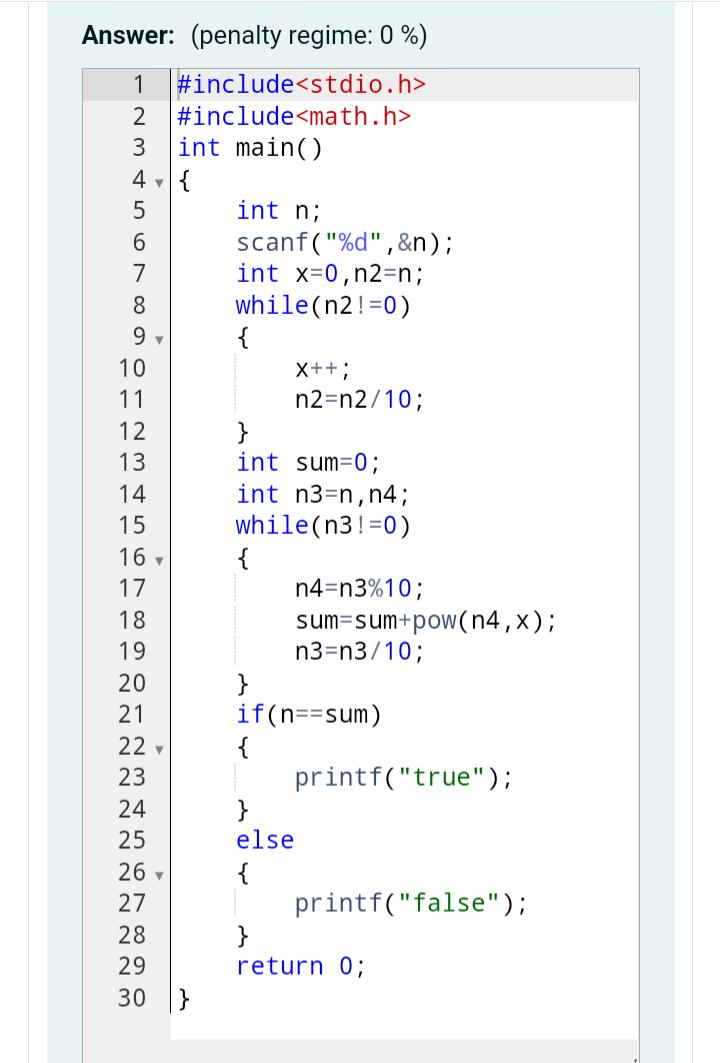 Answer: (penalty regime: 0 %)
1 #include<stdio.h>
2 #include<math.h>
3 int main()
4 {
5 int n;
6 scanf("%d",&n);
7 int x=0,n2=n;
8 while(n2!=0)
9 {
10 x++;
11 n2=n2/10;
12 }
13 int sum=0;
14 int n3=n,n4;
15 while(n3!=0)
16 {
17 n4=n3%10;
18 sum=sum+pow(n4,x);
19 n3=n3/10;
20 }
21 if(n==sum)
22 {
23 printf("true");
24 }
25 else
26 {
27 printf("false");
28 }
29 return 0;
30 }